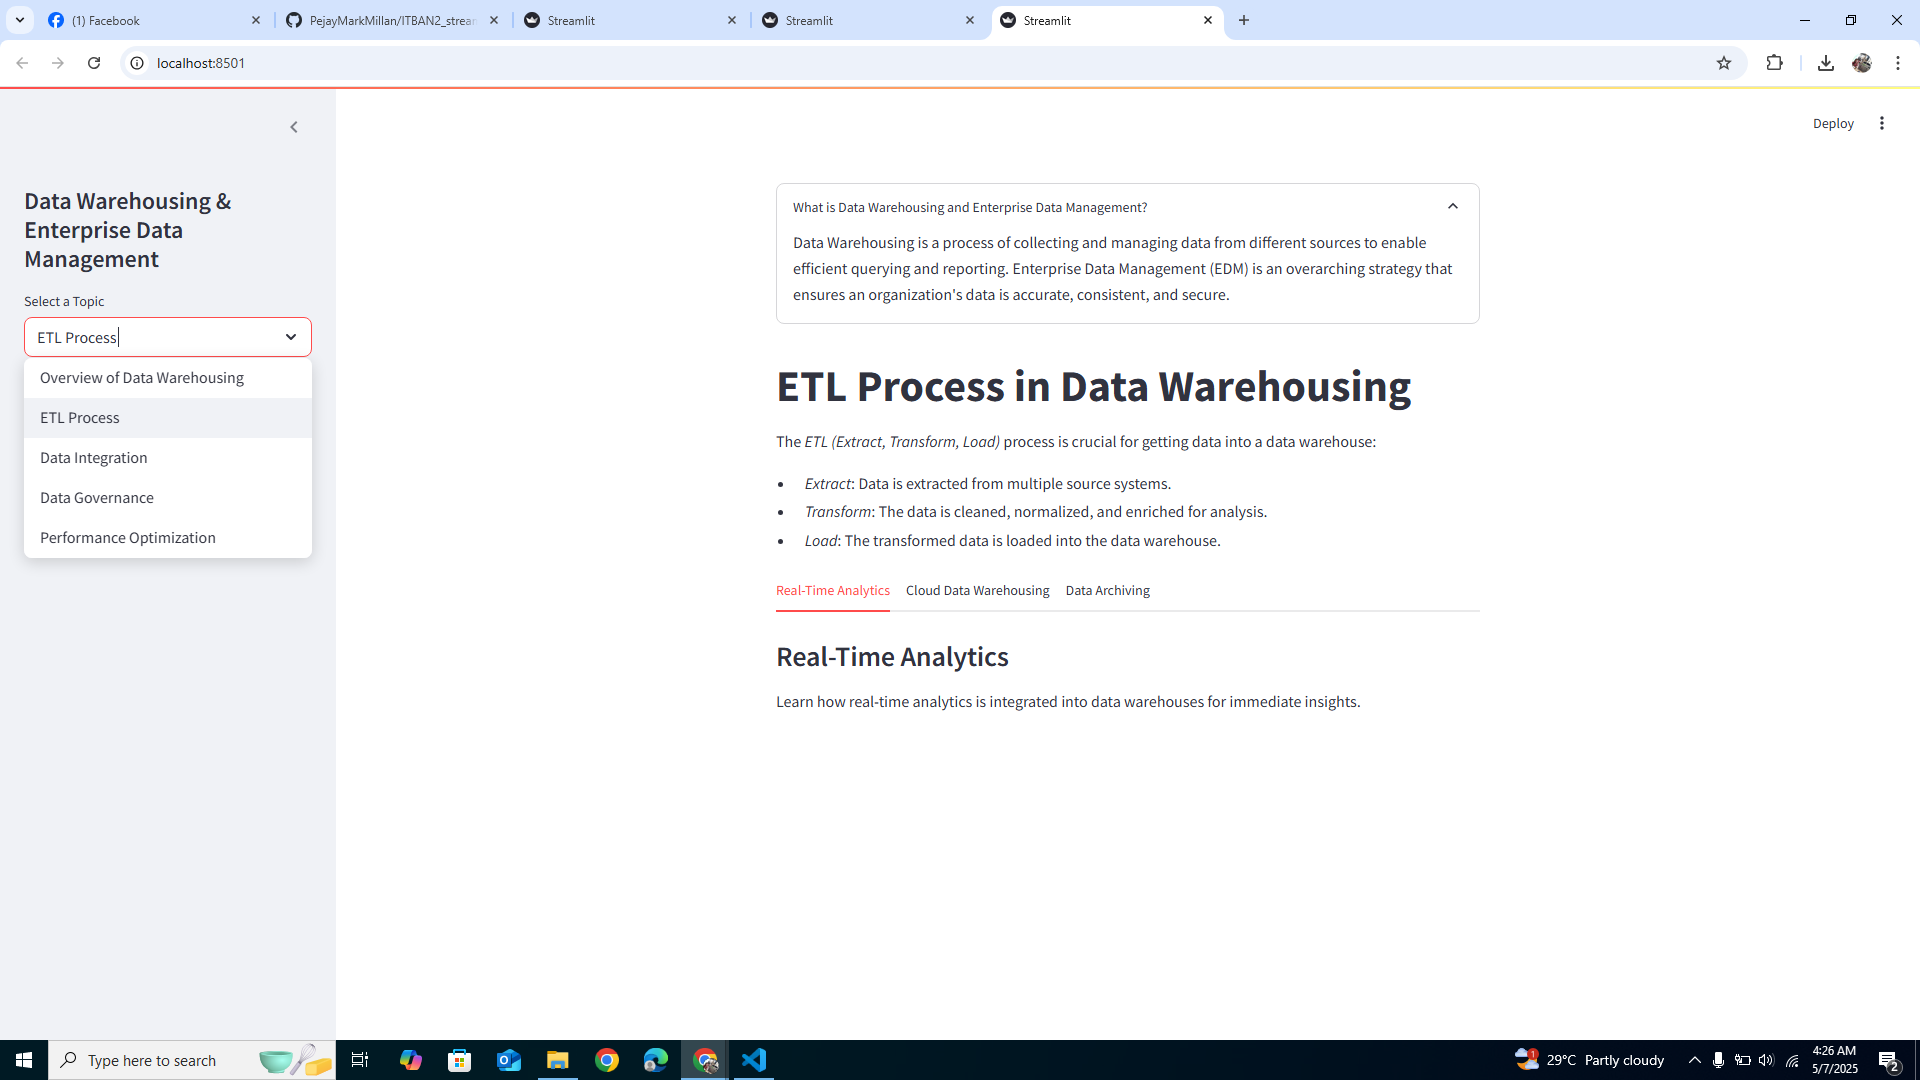 (1) Facebook
PejayMarkMillan/ITBAN2_strea
Streamlit
Streamlit
Streamlit
localhost:8501
Deploy
Data Warehousing &
Enterprise Data
Management
Select a Topic
ETL Process
Overview of Data Warehousing
ETL Process
Data Integration
Data Governance
Performance Optimization
What is Data Warehousing and Enterprise Data Management?
Data Warehousing is a process of collecting and managing data from different sources to enable
efficient querying and reporting. Enterprise Data Management (EDM) is an overarching strategy that
ensures an organization's data is accurate, consistent, and secure.
ETL Process in Data Warehousing
The ETL (Extract, Transform, Load) process is crucial for getting data into a data warehouse:
Extract: Data is extracted from multiple source systems.
Transform: The data is cleaned, normalized, and enriched for analysis.
Load: The transformed data is loaded into the data warehouse.
Real-Time Analytics Cloud Data Warehousing Data Archiving
Real-Time Analytics
Learn how real-time analytics is integrated into data warehouses for immediate insights.
Type here to search
1
29°C Partly cloudy
4:26 AM
5/7/2025
2